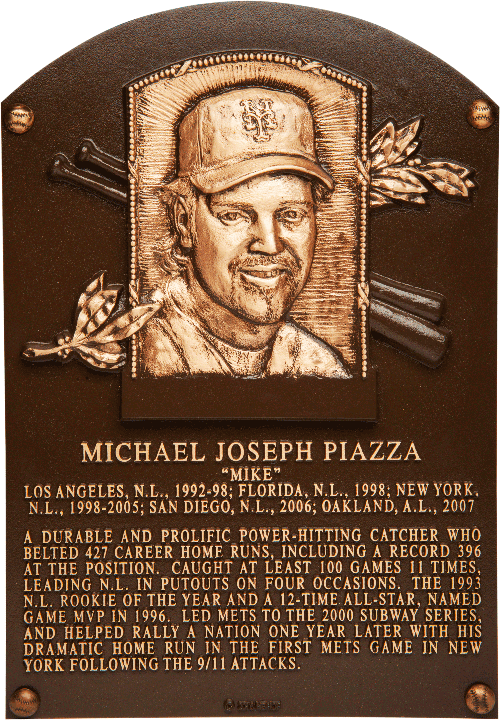 NY
MICHAEL JOSEPH PIAZZA
“MIKE”
LOS ANGELES, N.L., 1992-98; FLORIDA, N.L., 1998; NEW YORK,
N.L., 1998-2005; SAN DIEGO, N.L., 2006; OAKLAND, A.L., 2007
A DURABLE AND PROLIFIC POWER-HITTING CATCHER WHO
BELTED 427 CAREER HOME RUNS, INCLUDING A RECORD 396
AT THE POSITION. CAUGHT AT LEAST 100 GAMES 11 TIMES,
LEADING N.L. IN PUTOUTS ON FOUR OCCASIONS. THE 1993
N.L. ROOKIE OF THE YEAR AND A 12-TIME ALL-STAR, NAMED
GAME MVP IN 1996. LED METS TO THE 2000 SUBWAY SERIES,
AND HELPED RALLY A NATION ONE YEAR LATER WITH HIS
DRAMATIC HOME RUN IN THE FIRST METS GAME IN NEW
YORK FOLLOWING THE 9/11 ATTACKS.